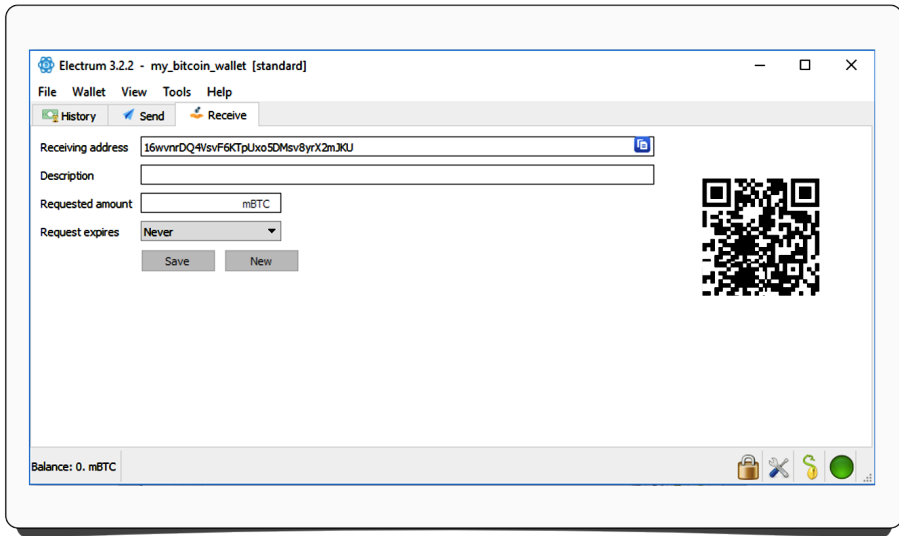 Electrum 3.2.2 - my_bitcoin_wallet [standard]
File Wallet View Tools Help
History Send Receive
Receiving address 16wvnrDQ4VsvF6KTpUxo5DMsv8yrX2mJKU
Description
Requested amount mBTC
Request expires Never
Save New
Balance: 0. mBTC